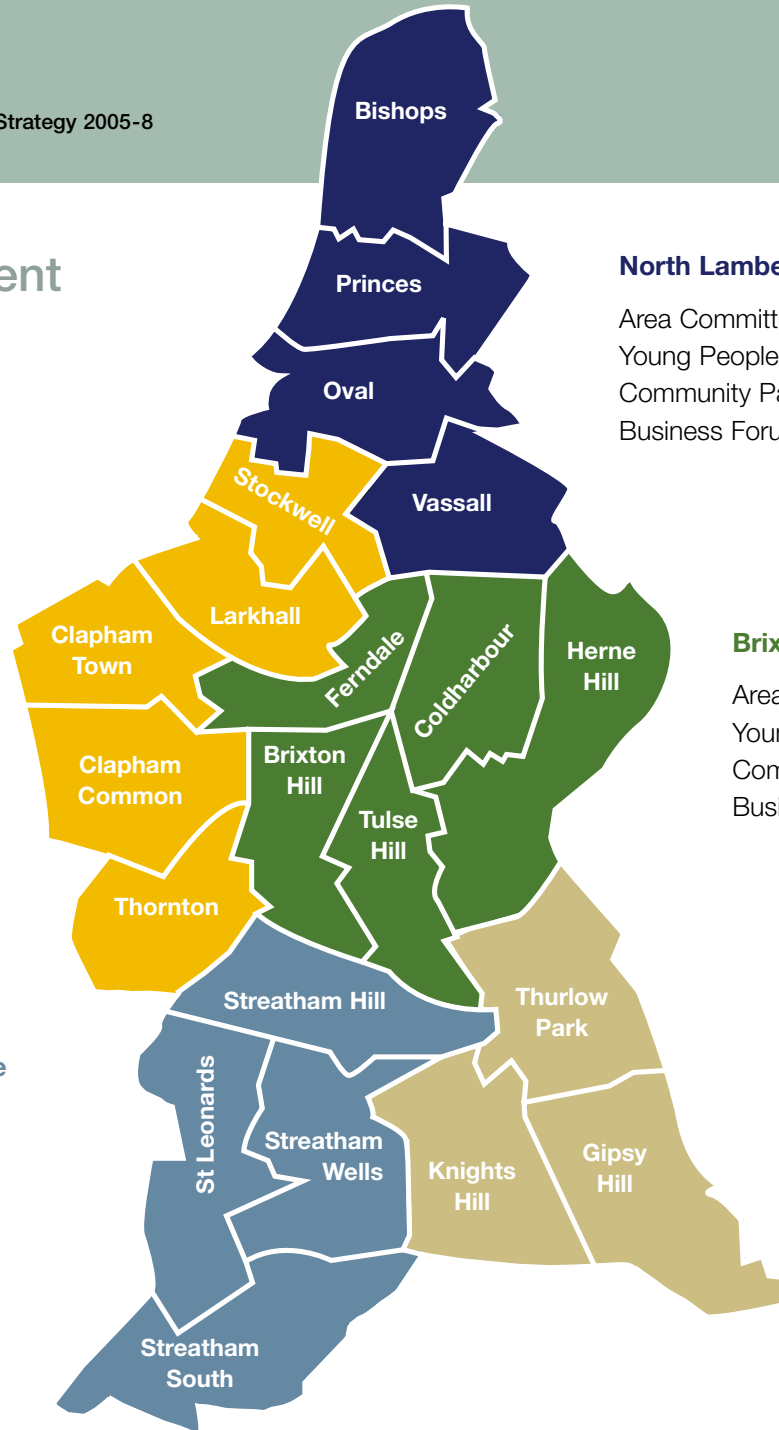 Strategy 2005-8
Bishops
North Lambe
Princes
Area Committ
Young People
Community Pa
Business Foru
Oval
Stockwell
Vassall
Larkhall
Clapham
Town
Ferndale
Coldharbour
Herne
Hill
Brix
Area
Your
Com
Busi
Clapham
Common
Brixton
Hill
Tulse
Hill
Thornton
Streatham Hill
Thurlow
Park
St Leonards
Streatham
Wells
Knights
Hill
Gipsy
Hill
Streatham
South
ent
e